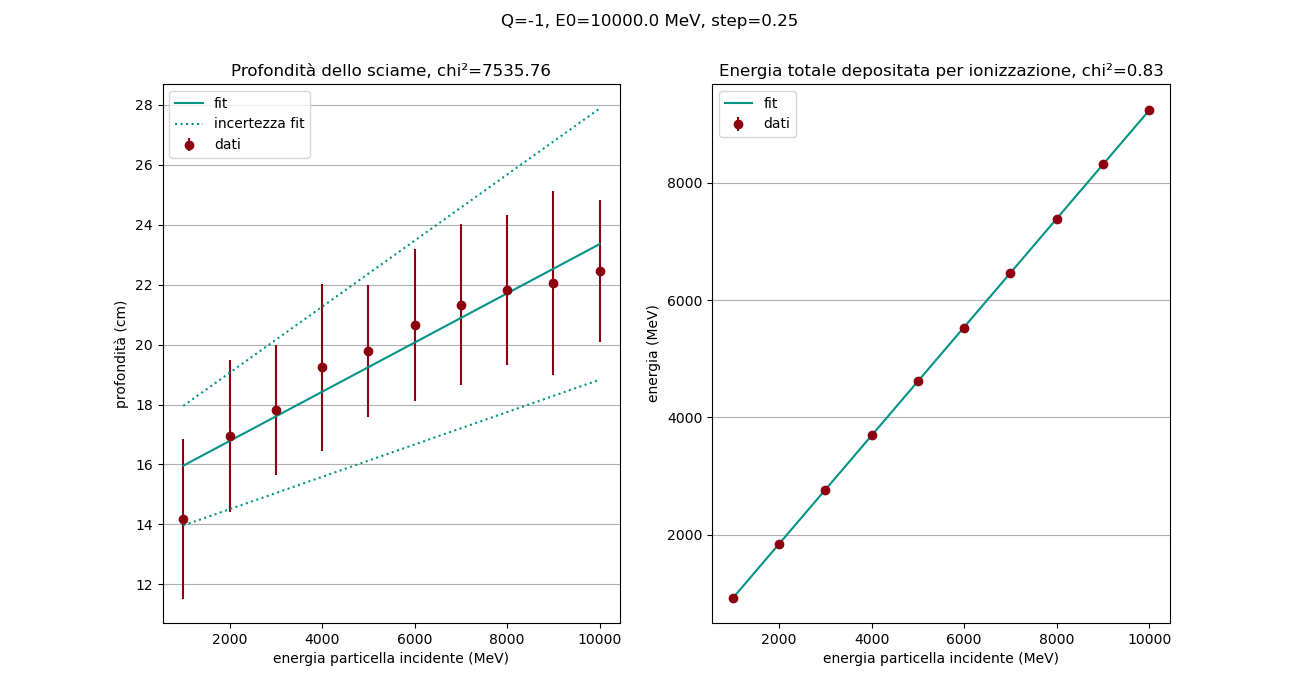 Q=-1, E0=10000.0 MeV, step=0.25
Profondità dello sciame, chi²=7535.76
fit
incertezza fit
dati
28
26
24
22
20
18
16
14
12
profondità (cm)
2000
4000
6000
8000
10000
energia particella incidente (MeV)
Energia totale depositata per ionizzazione, chi²=0.83
fit
dati
8000
6000
4000
2000
energia (MeV)
2000
4000
6000
8000
10000
energia particella incidente (MeV)